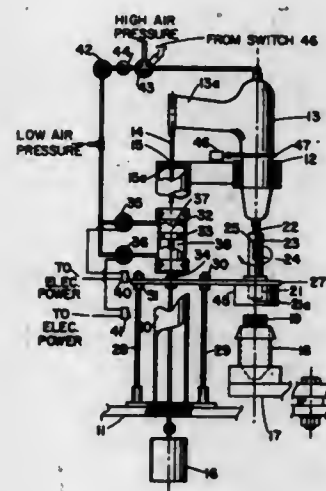 HIGH AIR
PRESSURE
FROM SWITCH 46
42
44
43
13a
13
LOW AIR
PRESSURE
14
15
46
47
12
15a
37
35
32
33
38
36
34
30
25
22
23
24
TO
ELEC.
POWER
40
31
27
21
TO
ELEC.
POWER
41
28
29
19
18
17
11
16